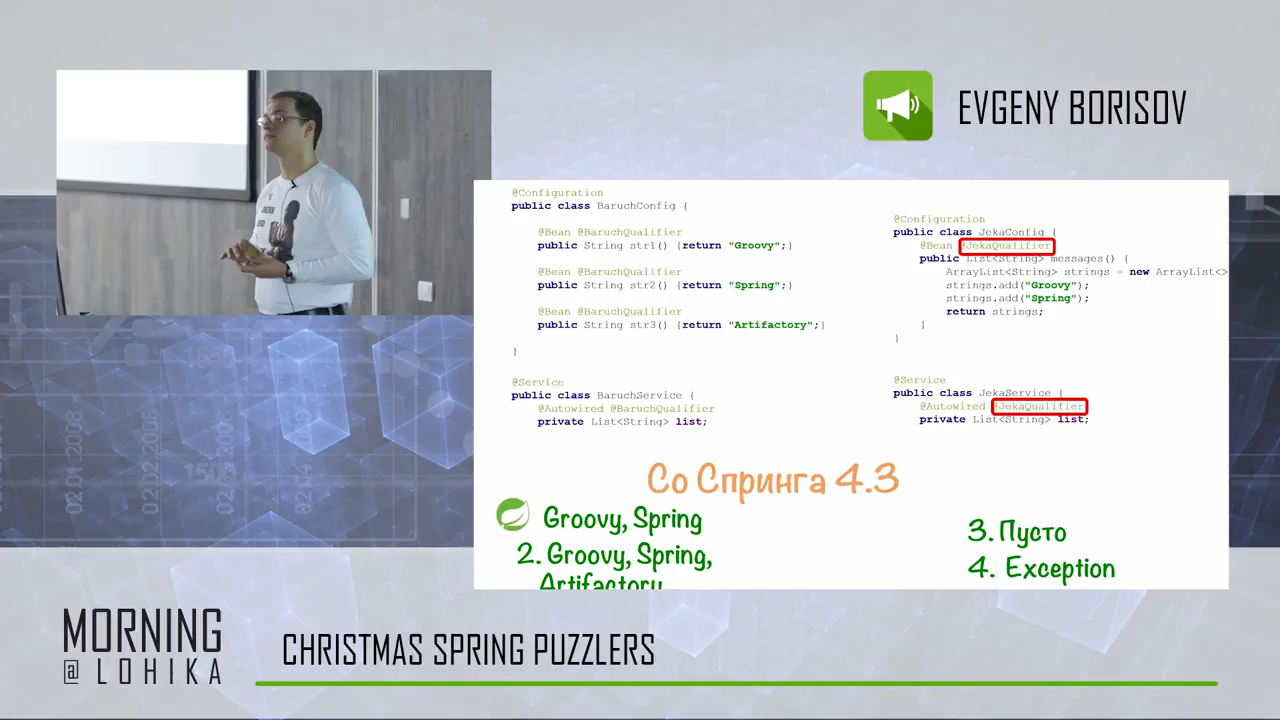 EVGENY BORISOV
@Configuration
public class BaruchConfig {
@Bean @BaruchQualifier
public String str1() {return "Groovy";}
@Bean @BaruchQualifier
public String str2() {return "Spring";}
@Bean @BaruchQualifier
public String str3() {return "Artifactory";}
}
@Service
public class BaruchService {
@Autowired @BaruchQualifier
private List<String> list;
@Configuration
public class JekaConfig {
@Bean @JekaQualifier
public List<String> messages() {
ArrayList<String> strings = new ArrayList<>
strings.add("Groovy");
strings.add("Spring");
return strings;
}
}
@Service
public class JekaService {
@Autowired @JekaQualifier
private List<String> list;
Со Спринга 4.3
Groovy, Spring
2. Groovy, Spring,
Artifactory
3. Пусто
4. Exception
MORNING
@ LOHIKA
CHRISTMAS SPRING PUZZLERS